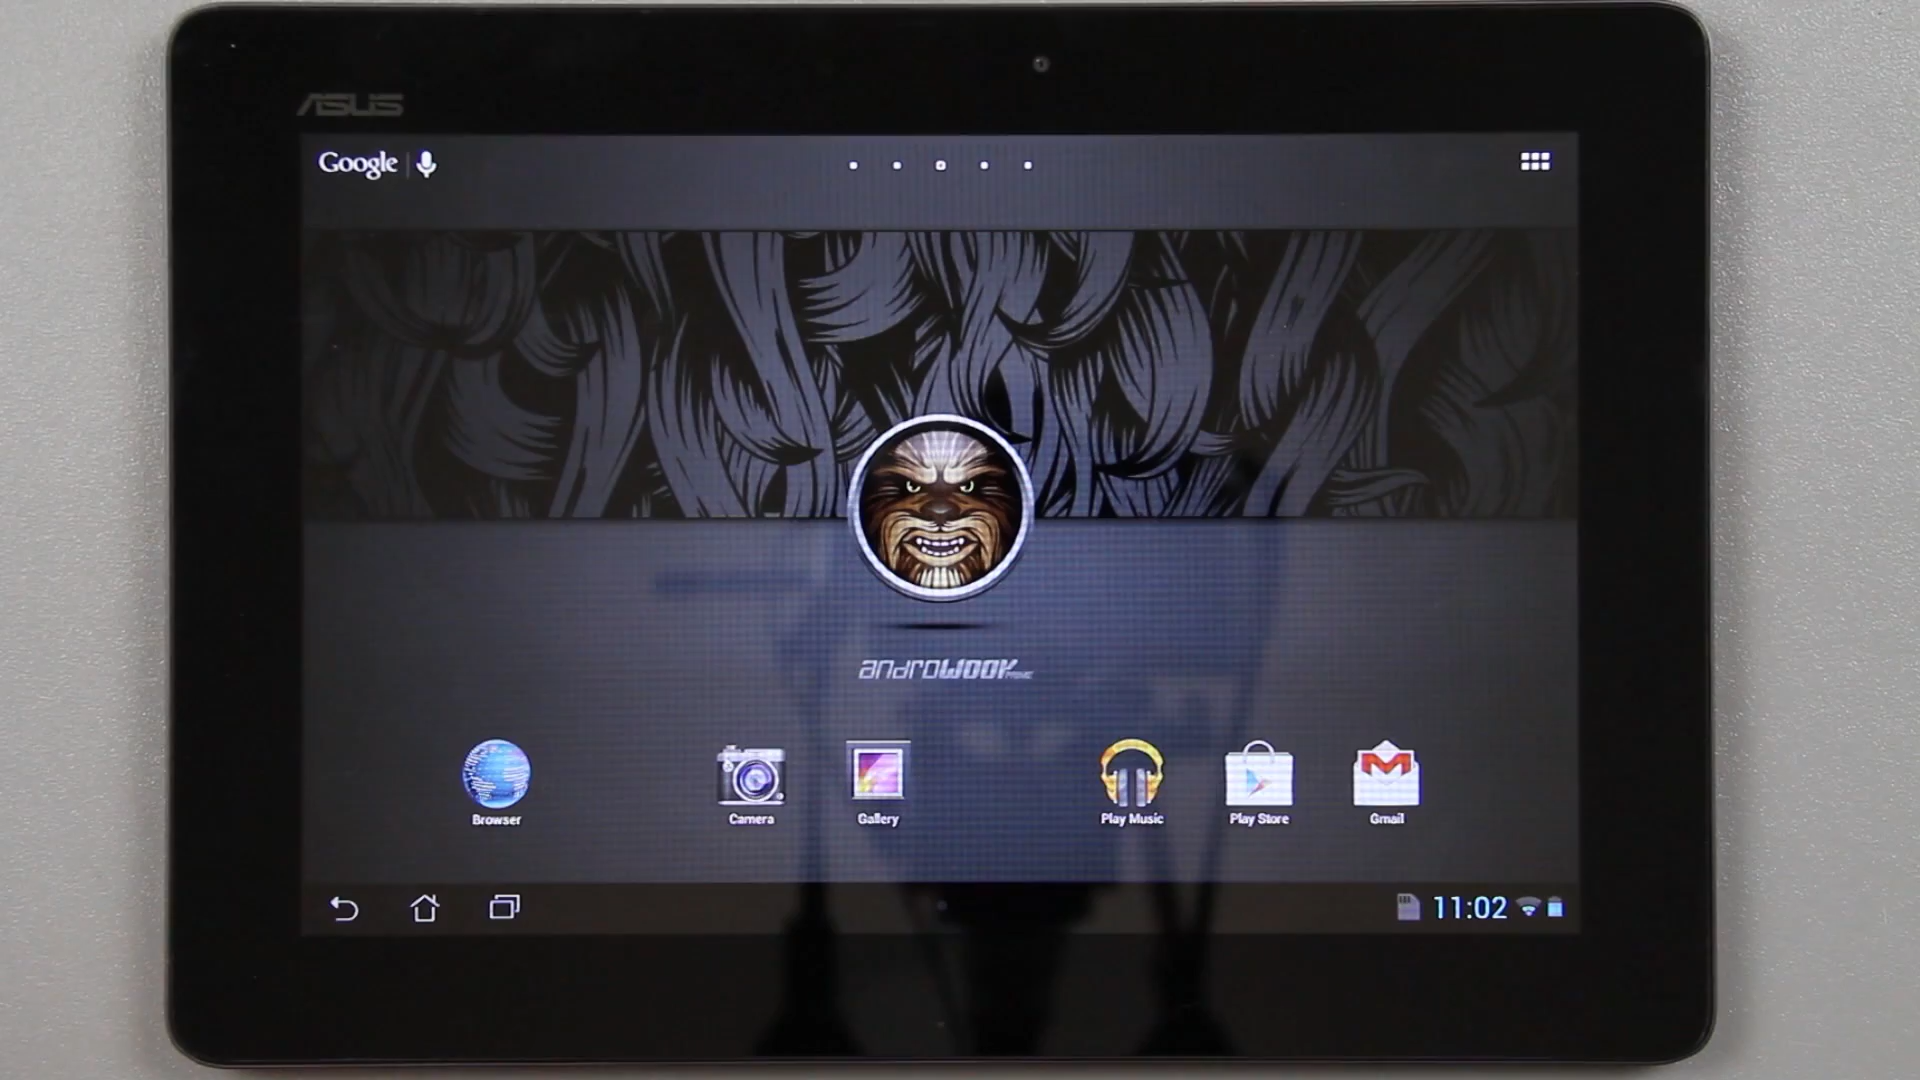 ASUS
Google
androwook
Browser
Camera
Gallery
Play Music
Play Store
Gmail
11:02